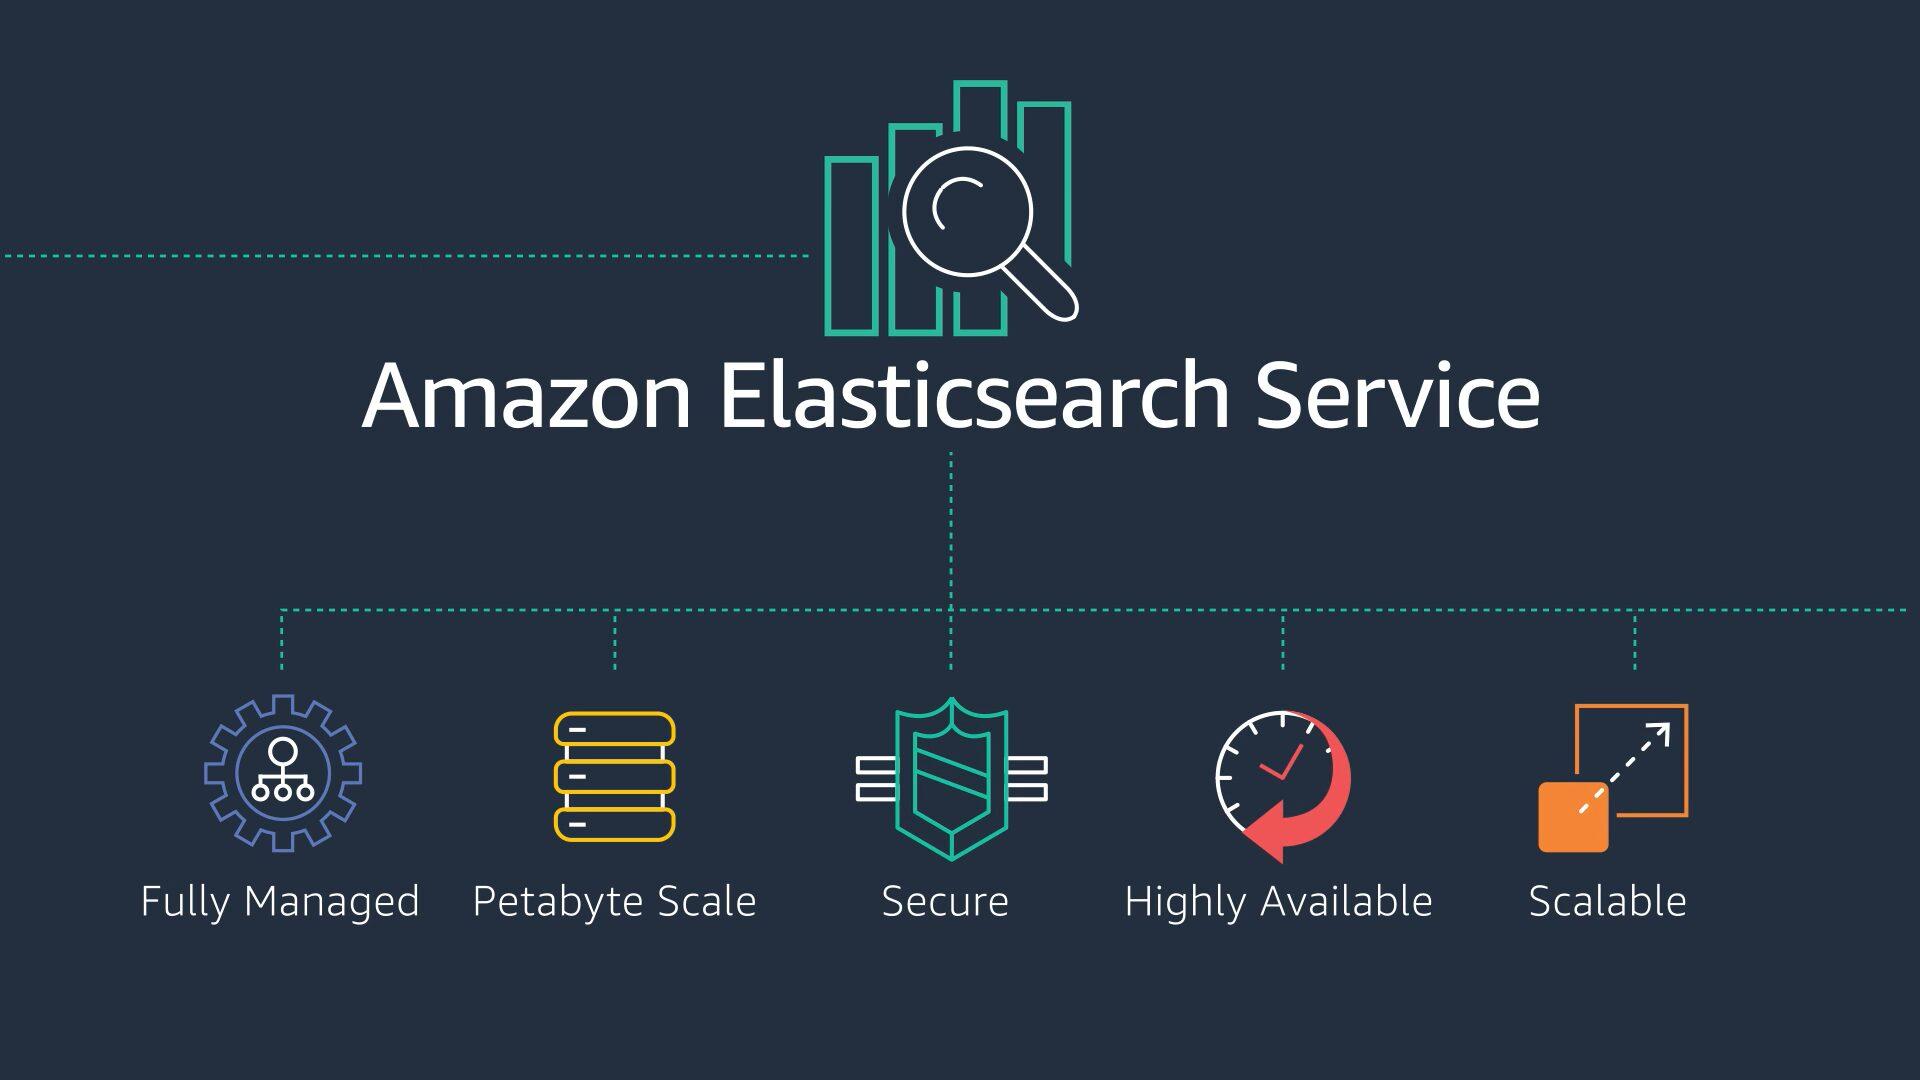 Amazon Elasticsearch Service
Fully Managed
Petabyte Scale
Secure
Highly Available
Scalable